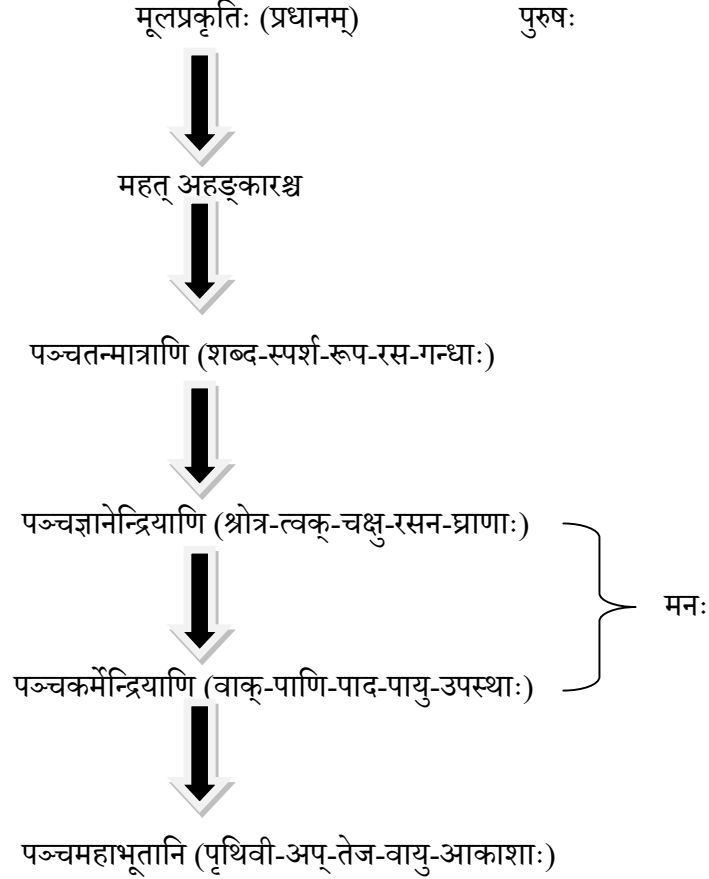 मूलप्रकृतिः (प्रधानम्) पुरुषः
महत् अहङ्कारश्च
पञ्चतन्मात्राणि (शब्द-स्पर्श-रूप-रस-गन्धाः)
पञ्चज्ञानेन्द्रियाणि (श्रोत्र-त्वक्-चक्षु-रसन-घ्राणाः)
मनः
पञ्चकर्मेन्द्रियाणि (वाक्-पाणि-पाद-पायु-उपस्थाः)
पञ्चमहाभूतानि (पृथिवी-अप्-तेज-वायु-आकाशाः)